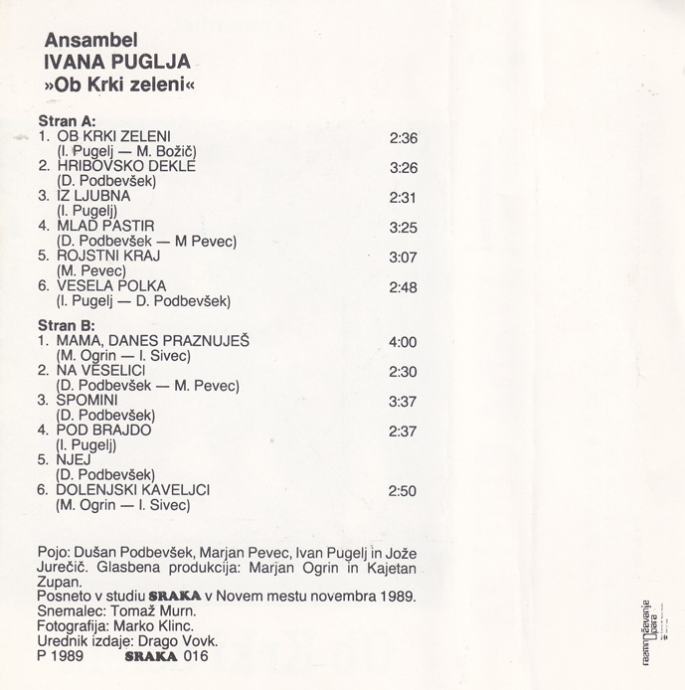 Ansambel
IVANA PUGLJA
»Ob Krki zeleni«
Stran A:
1. OB KRKI ZELENI 2:36
(I. Pugelj — M. Božič)
2. HRIBOVSKO DEKLE 3:26
(D. Podbevšek)
3. IZ LJUBNA 2:31
(I. Pugelj)
4. MLAD PASTIR 3:25
(D. Podbevšek — M Pevec)
5. ROJSTNI KRAJ 3:07
(M. Pevec)
6. VESELA POLKA 2:48
(I. Pugelj — D. Podbevšek)
Stran B:
1. MAMA, DANES PRAZNUJEŠ 4:00
(M. Ogrin — I. Sivec)
2. NA VESELICI 2:30
(D. Podbevšek — M. Pevec)
3. SPOMINI 3:37
(D. Podbevšek)
4. POD BRAJDO 2:37
(I. Pugelj)
5. NJEJ
(D. Podbevšek)
6. DOLENJSKI KAVELJCI 2:50
(M. Ogrin — I. Sivec)
Pojo: Dušan Podbevšek, Marjan Pevec, Ivan Pugelj in Jože
Jurečič. Glasbena produkcija: Marjan Ogrin in Kajetan
Zupan.
Posneto v studiu SRAKA v Novem mestu novembra 1989.
Snemalec: Tomaž Murn.
Fotografija: Marko Klinc.
Urednik izdaje: Drago Vovk.
P 1989 SRAKA 016